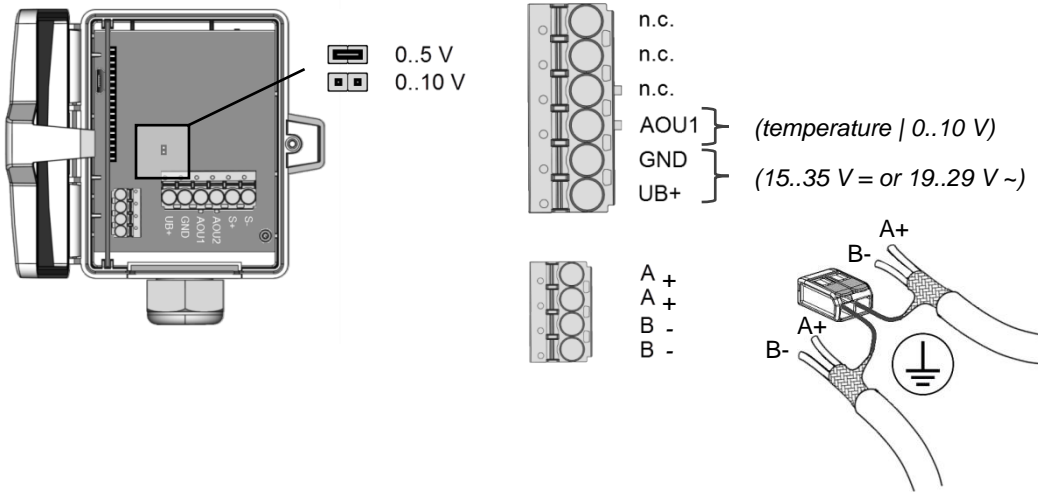 0..5 V
0..10 V
UB+
GND
AOU1
AOU2
S+
S-
n.c.
n.c.
n.c.
AOU1 (temperature | 0..10 V)
GND
UB+
(15..35 V = or 19..29 V ~)
A +
A +
B -
B -
A+
B-
A+
B-